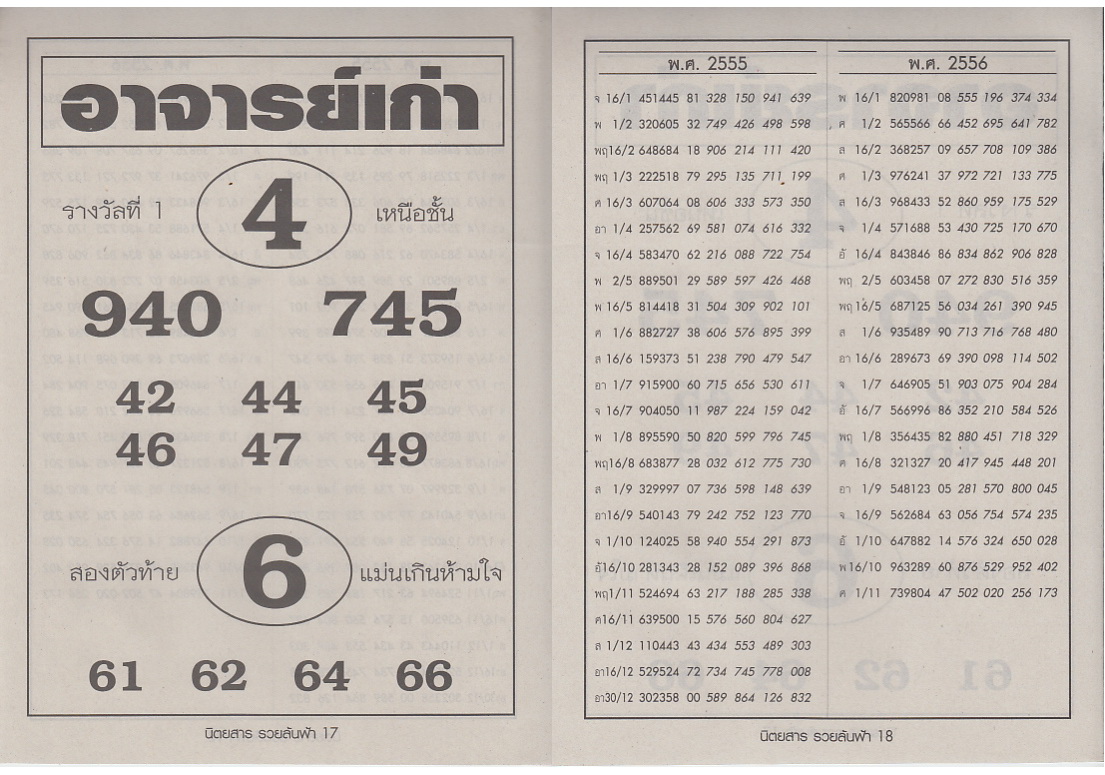 อาจารย์เก่า
รางวัลที่ 1 4 เหนือชั้น
940 745
42 44 45
46 47 49
สองตัวท้าย 6 แม่นเกินห้ามใจ
61 62 64 66
นิตยสาร รวยล้นฟ้า 17
พ.ศ. 2555
จ 16/1 451445 81 328 150 941 639
พ 1/2 320605 32 749 426 498 598
พฤ16/2 648684 18 906 214 111 420
พฤ 1/3 222518 79 295 135 711 199
ศ 16/3 607064 08 606 333 573 350
อา 1/4 257562 69 581 074 616 332
จ 16/4 583470 62 216 088 722 754
พ 2/5 889501 29 589 597 426 468
พ 16/5 814418 31 504 309 902 101
ศ 1/6 882727 38 606 576 895 399
ส 16/6 159373 51 238 790 479 547
อา 1/7 915900 60 715 656 530 611
จ 16/7 904050 11 987 224 159 042
พ 1/8 895590 50 820 599 796 745
พฤ16/8 683877 28 032 612 775 730
ส 1/9 329997 07 736 598 148 639
อา16/9 540143 79 242 752 123 770
จ 1/10 124025 58 940 554 291 873
อ้16/10 281343 28 152 089 396 868
พฤ1/11 524694 63 217 188 285 338
ศ16/11 639500 15 576 560 804 627
ส 1/12 110443 43 434 553 489 303
อา16/12 529524 72 734 745 778 008
อา30/12 302358 00 589 864 126 832
พ.ศ. 2556
พ 16/1 820981 08 555 196 374 334
ศ 1/2 565566 66 452 695 641 782
ส 16/2 368257 09 657 708 109 386
ศ 1/3 976241 37 972 721 133 775
ส 16/3 968433 52 860 959 175 529
จ 1/4 571688 53 430 725 170 670
อ้ 16/4 843846 86 834 862 906 828
พฤ 2/5 603458 07 272 830 516 359
พฤ16/5 687193 56 034 261 390 945
ส 1/6 935489 90 713 716 768 480
อา 16/6 289673 69 390 098 114 502
จ 1/7 646905 51 903 075 904 284
อ้ 16/7 566996 86 352 210 584 526
พฤ 1/8 356435 82 880 451 718 329
ศ 16/8 321327 20 417 945 448 201
อา 1/9 548123 05 281 570 800 045
จ 16/9 562684 63 056 754 574 235
อ้ 1/10 647882 14 576 324 650 028
พ16/10 963289 60 876 529 952 402
ศ 1/11 739804 47 502 020 256 173
นิตยสาร รวยล้นฟ้า 18